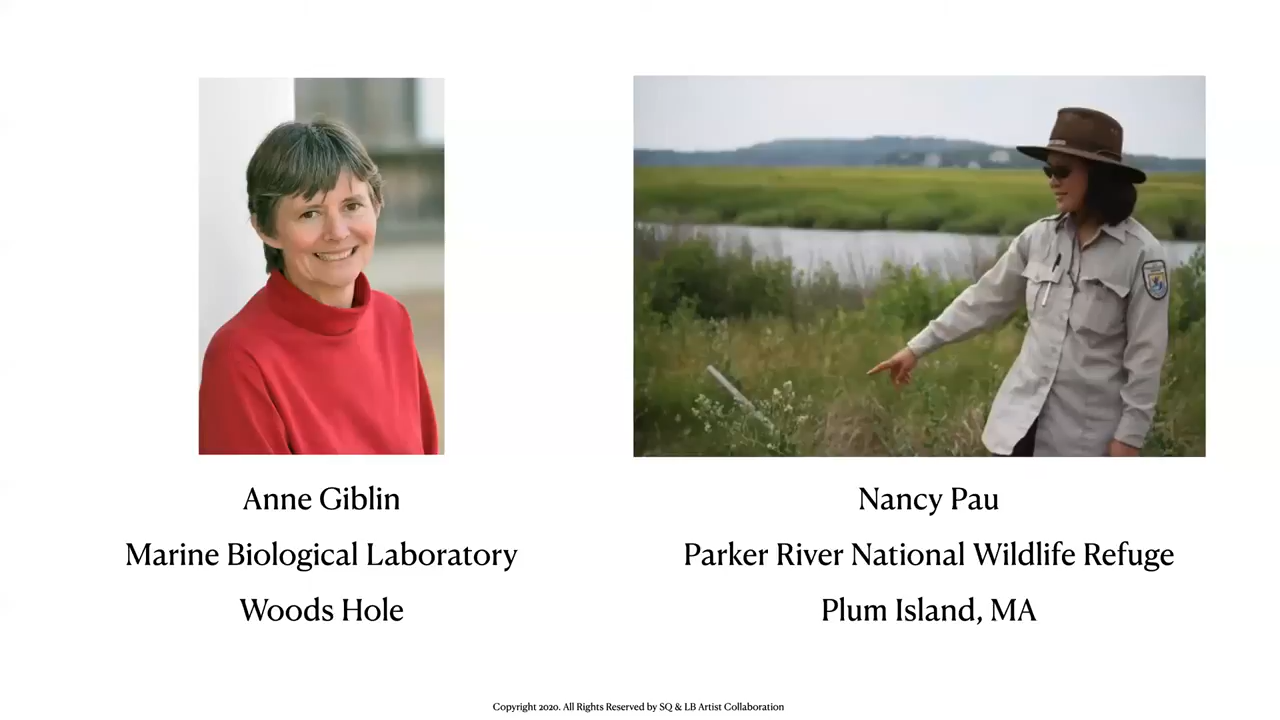 Anne Giblin
Marine Biological Laboratory
Woods Hole
Nancy Pau
Parker River National Wildlife Refuge
Plum Island, MA
Copyright 2020. All Rights Reserved by SQ & LB Artist Collaboration